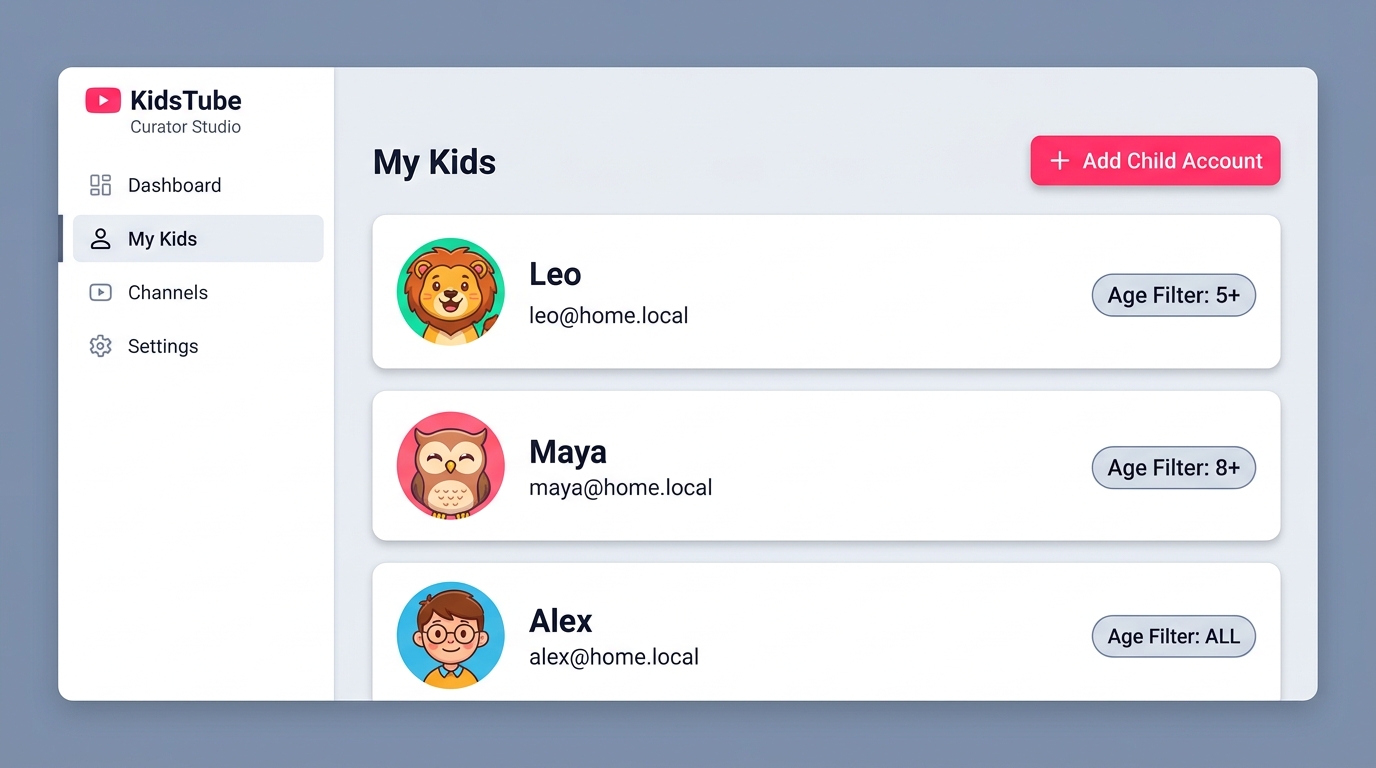 KidsTube
Curator Studio
Dashboard
My Kids
Channels
Settings
My Kids
+ Add Child Account
Leo
leo@home.local
Age Filter: 5+
Maya
maya@home.local
Age Filter: 8+
Alex
alex@home.local
Age Filter: ALL